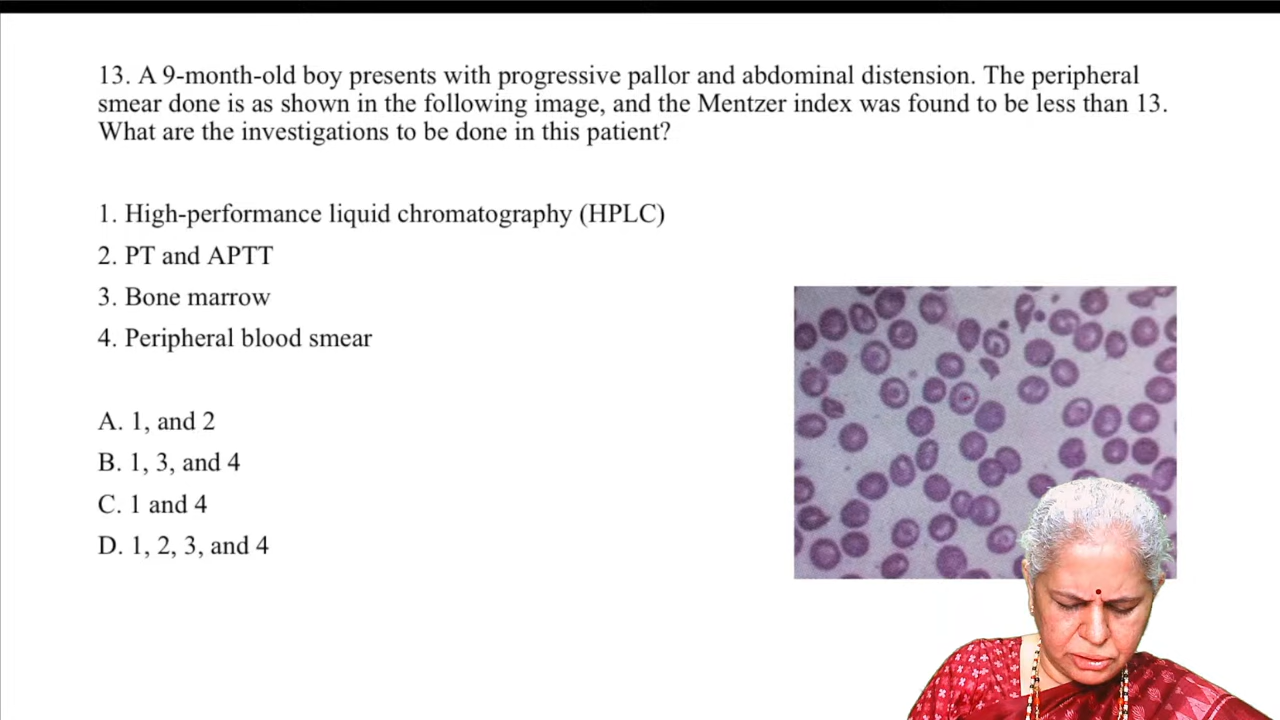 13. A 9-month-old boy presents with progressive pallor and abdominal distension. The peripheral
smear done is as shown in the following image, and the Mentzer index was found to be less than 13.
What are the investigations to be done in this patient?
1. High-performance liquid chromatography (HPLC)
2. PT and APTT
3. Bone marrow
4. Peripheral blood smear
A. 1, and 2
B. 1, 3, and 4
C. 1 and 4
D. 1, 2, 3, and 4